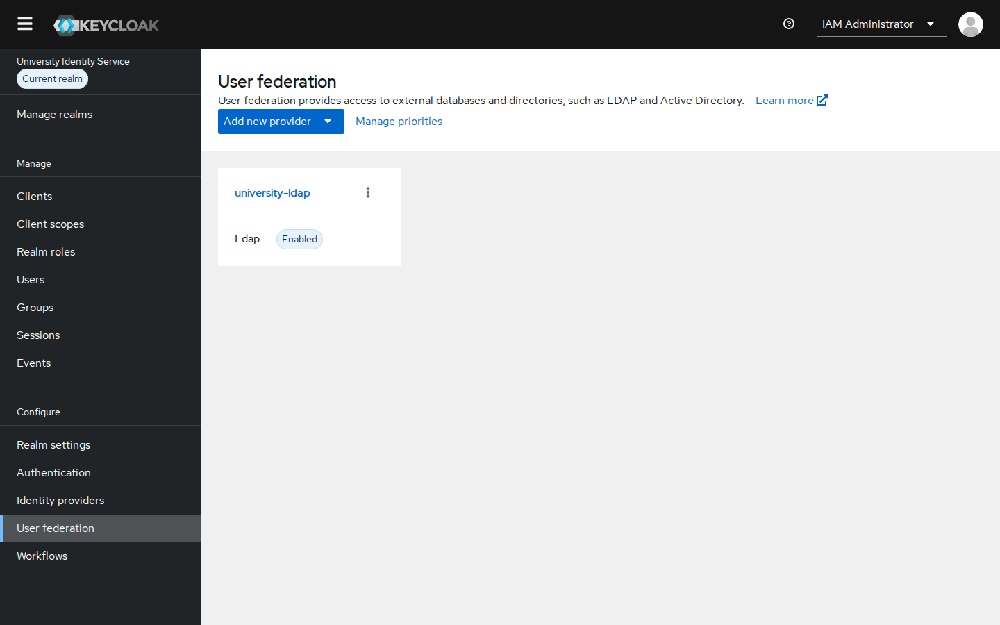 KEYCLOAK
IAM Administrator
University Identity Service
Current realm
Manage realms
Manage
Clients
Client scopes
Realm roles
Users
Groups
Sessions
Events
Configure
Realm settings
Authentication
Identity providers
User federation
Workflows
User federation
User federation provides access to external databases and directories, such as LDAP and Active Directory. Learn more
Add new provider Manage priorities
university-ldap
Ldap Enabled